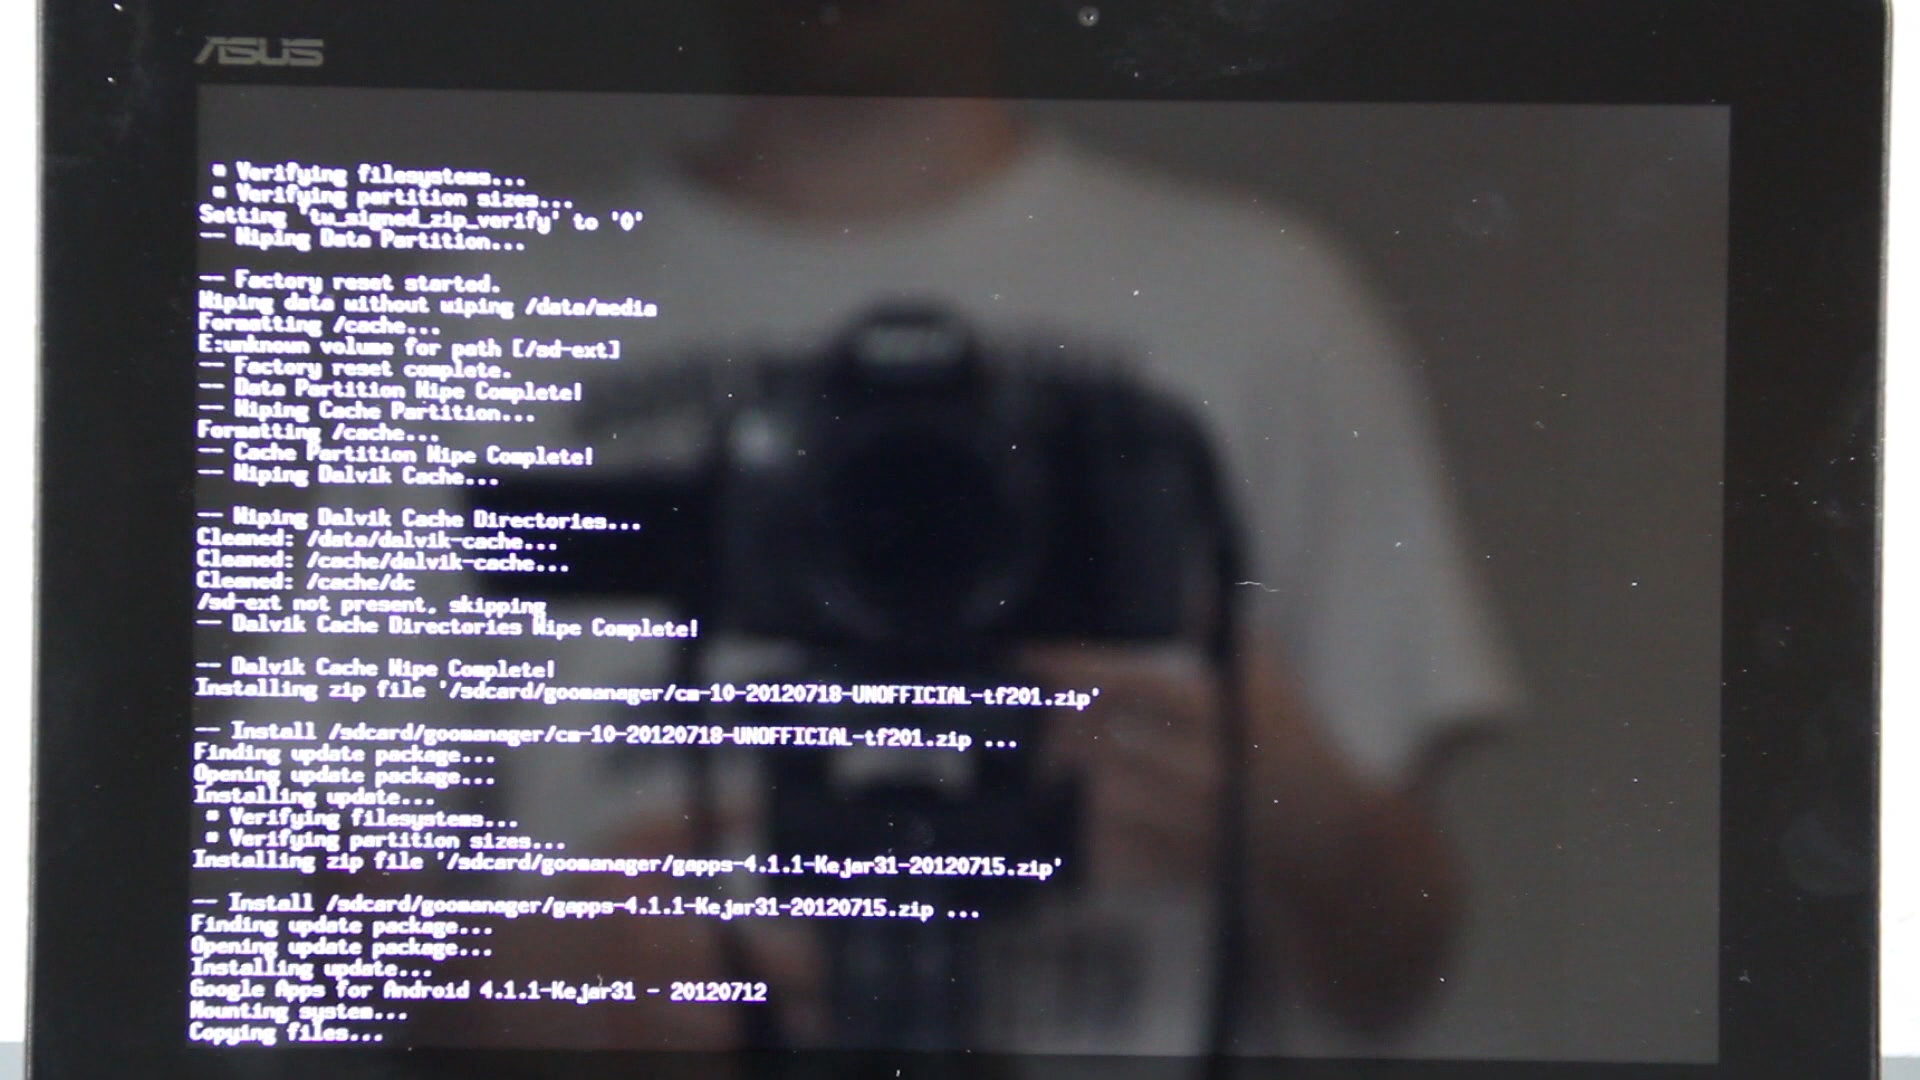 ASUS
Verifying filesystems...
Verifying partition sizes...
Setting 'tw_signed_zip_verify' to '0'
-- Wiping Data Partition...
-- Factory reset started.
Wiping data without wiping /data/media
Formatting /cache...
E:unknown volume for path [/sd-ext]
-- Factory reset complete.
-- Data Partition Wipe Complete!
-- Wiping Cache Partition...
Formatting /cache...
-- Cache Partition Wipe Complete!
-- Wiping Dalvik Cache...
-- Wiping Dalvik Cache Directories...
Cleaned: /data/dalvik-cache...
Cleaned: /cache/dalvik-cache...
Cleaned: /cache/dc
/sd-ext not present, skipping
-- Dalvik Cache Directories Wipe Complete!
-- Dalvik Cache Wipe Complete!
Installing zip file '/sdcard/goomanager/cm-10-20120718-UNOFFICIAL-tf201.zip'
-- Install /sdcard/goomanager/cm-10-20120718-UNOFFICIAL-tf201.zip ...
Finding update package...
Opening update package...
Installing update...
Verifying filesystems...
Verifying partition sizes...
Installing zip file '/sdcard/goomanager/gapps-4.1.1-Kejar31-20120715.zip'
-- Install /sdcard/goomanager/gapps-4.1.1-Kejar31-20120715.zip ...
Finding update package...
Opening update package...
Installing update...
Google Apps for Android 4.1.1-Kejar31 - 20120712
Mounting system...
Copying files...